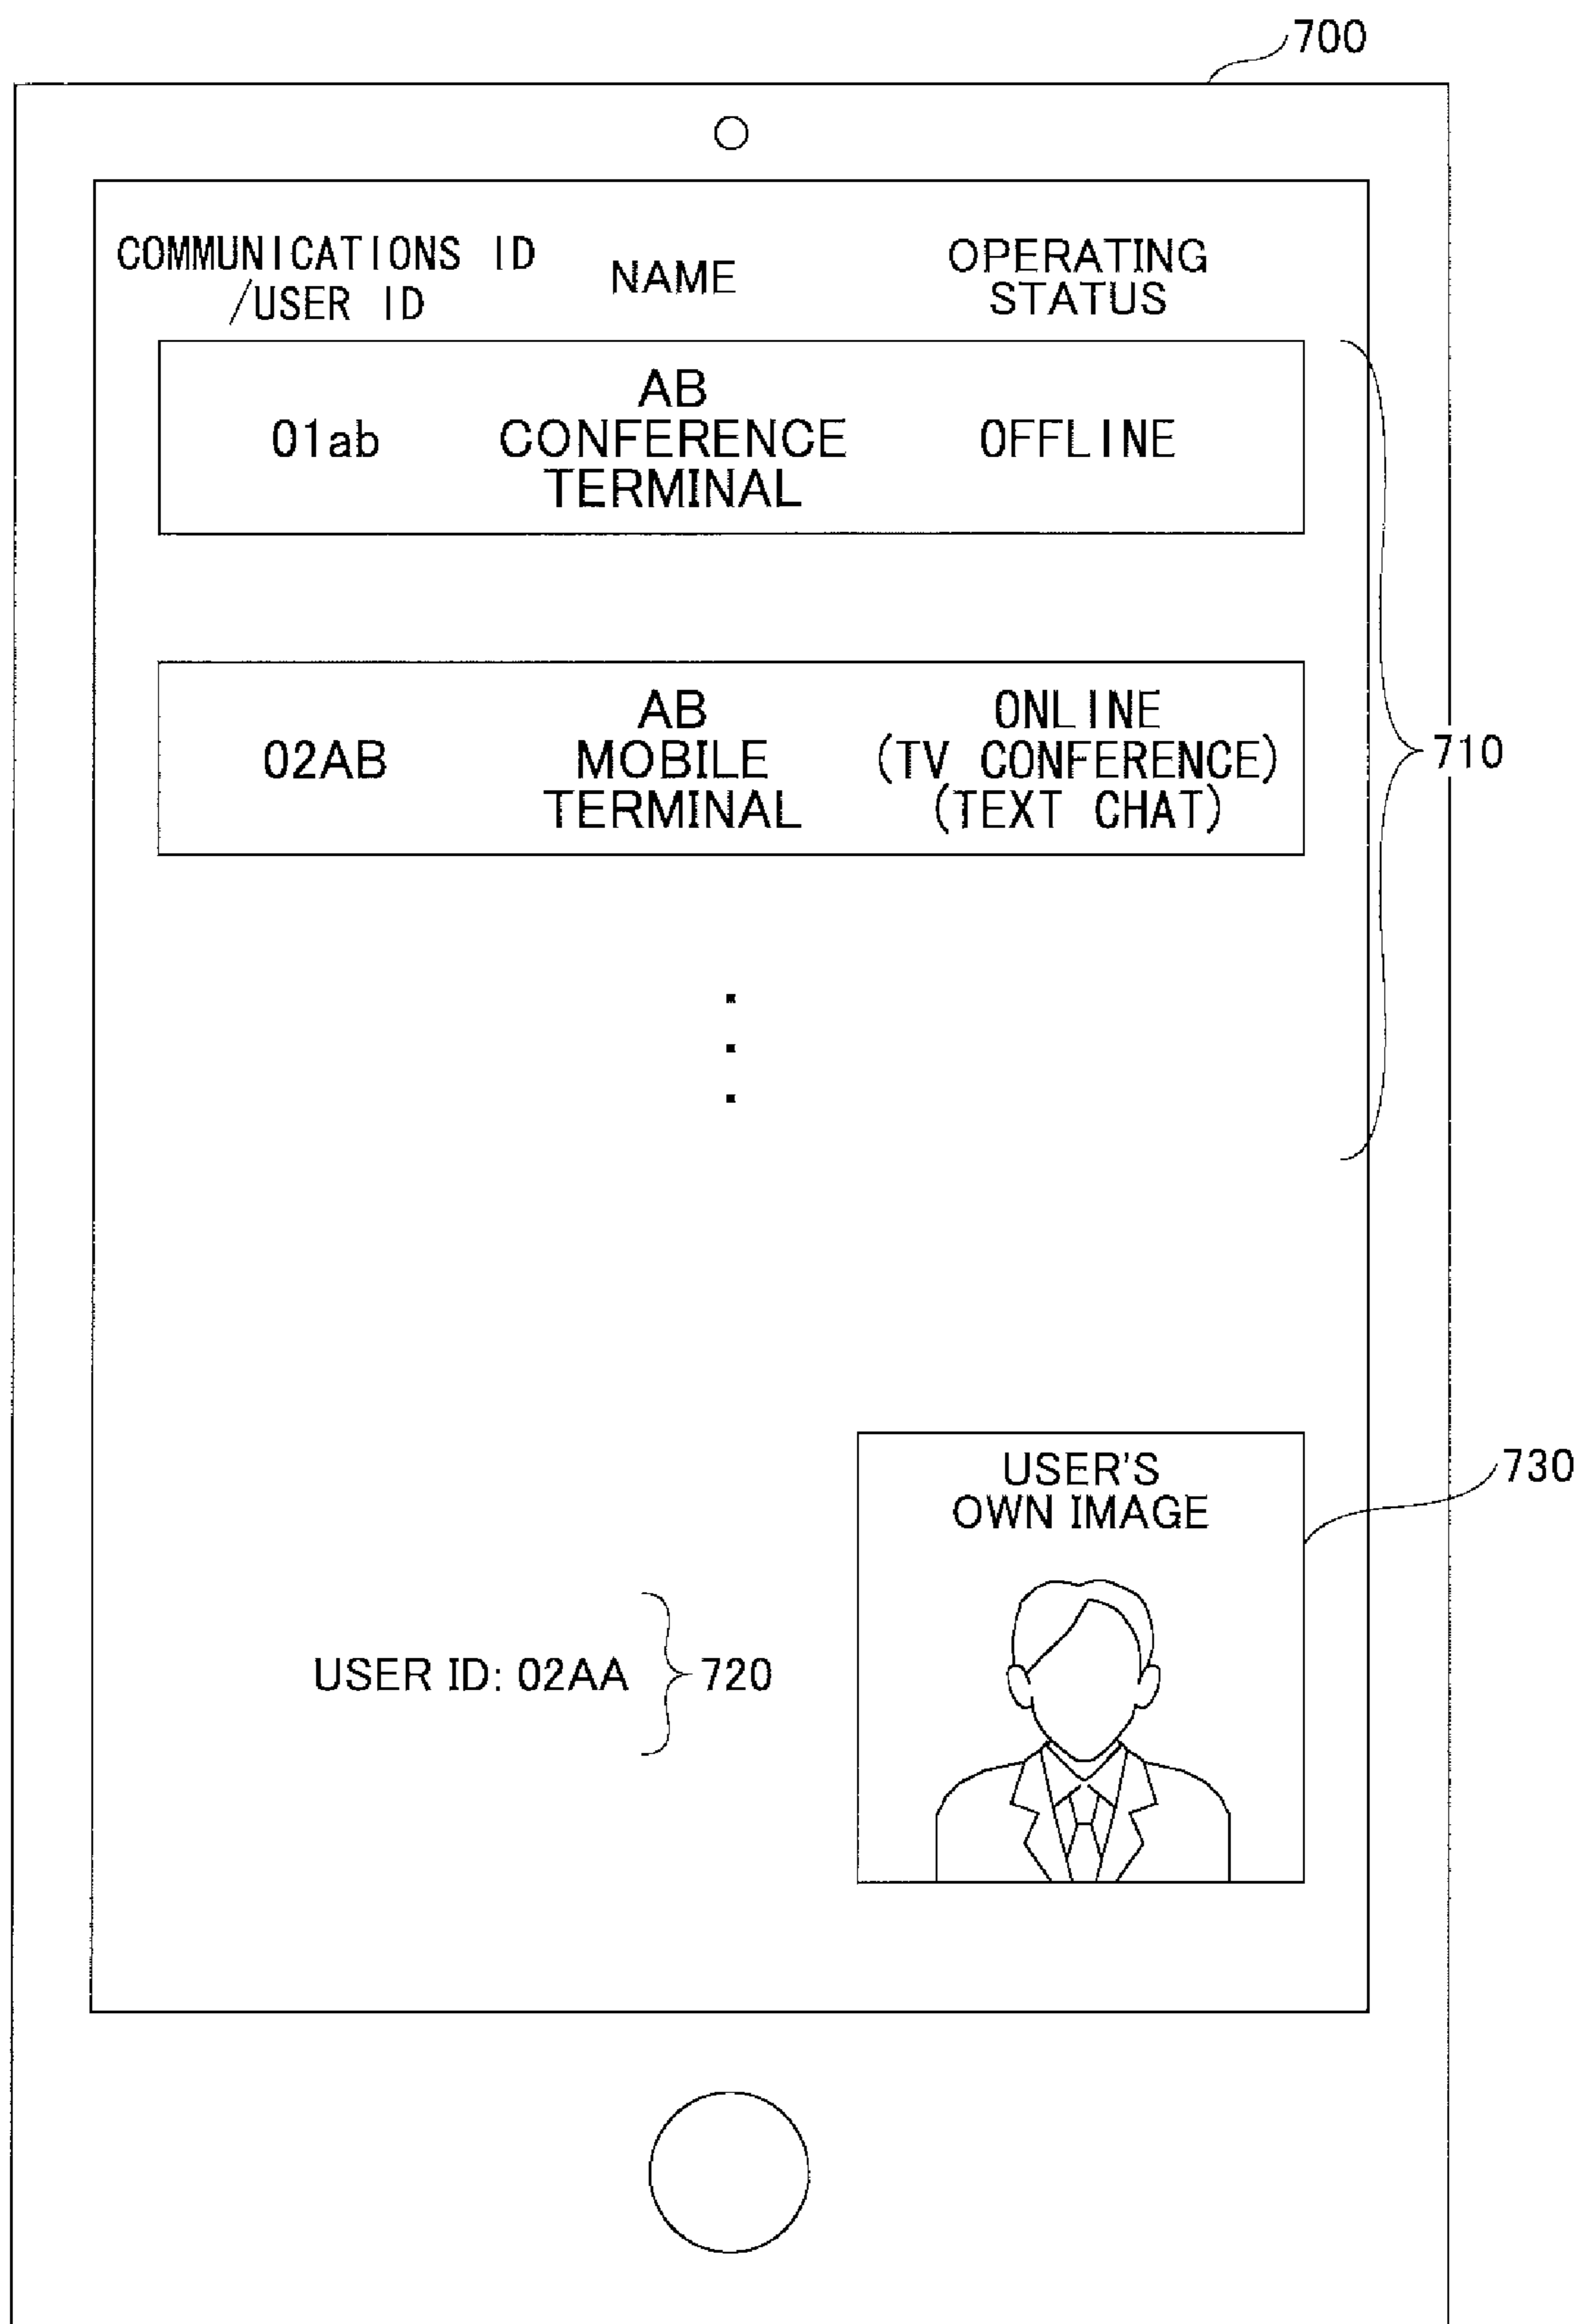 700
COMMUNICATIONS ID
/USER ID
NAME
OPERATING
STATUS
01ab
AB
CONFERENCE
TERMINAL
OFFLINE
02AB
AB
MOBILE
TERMINAL
ONLINE
(TV CONFERENCE)
(TEXT CHAT)
710
USER'S
OWN IMAGE
730
USER ID: 02AA
720